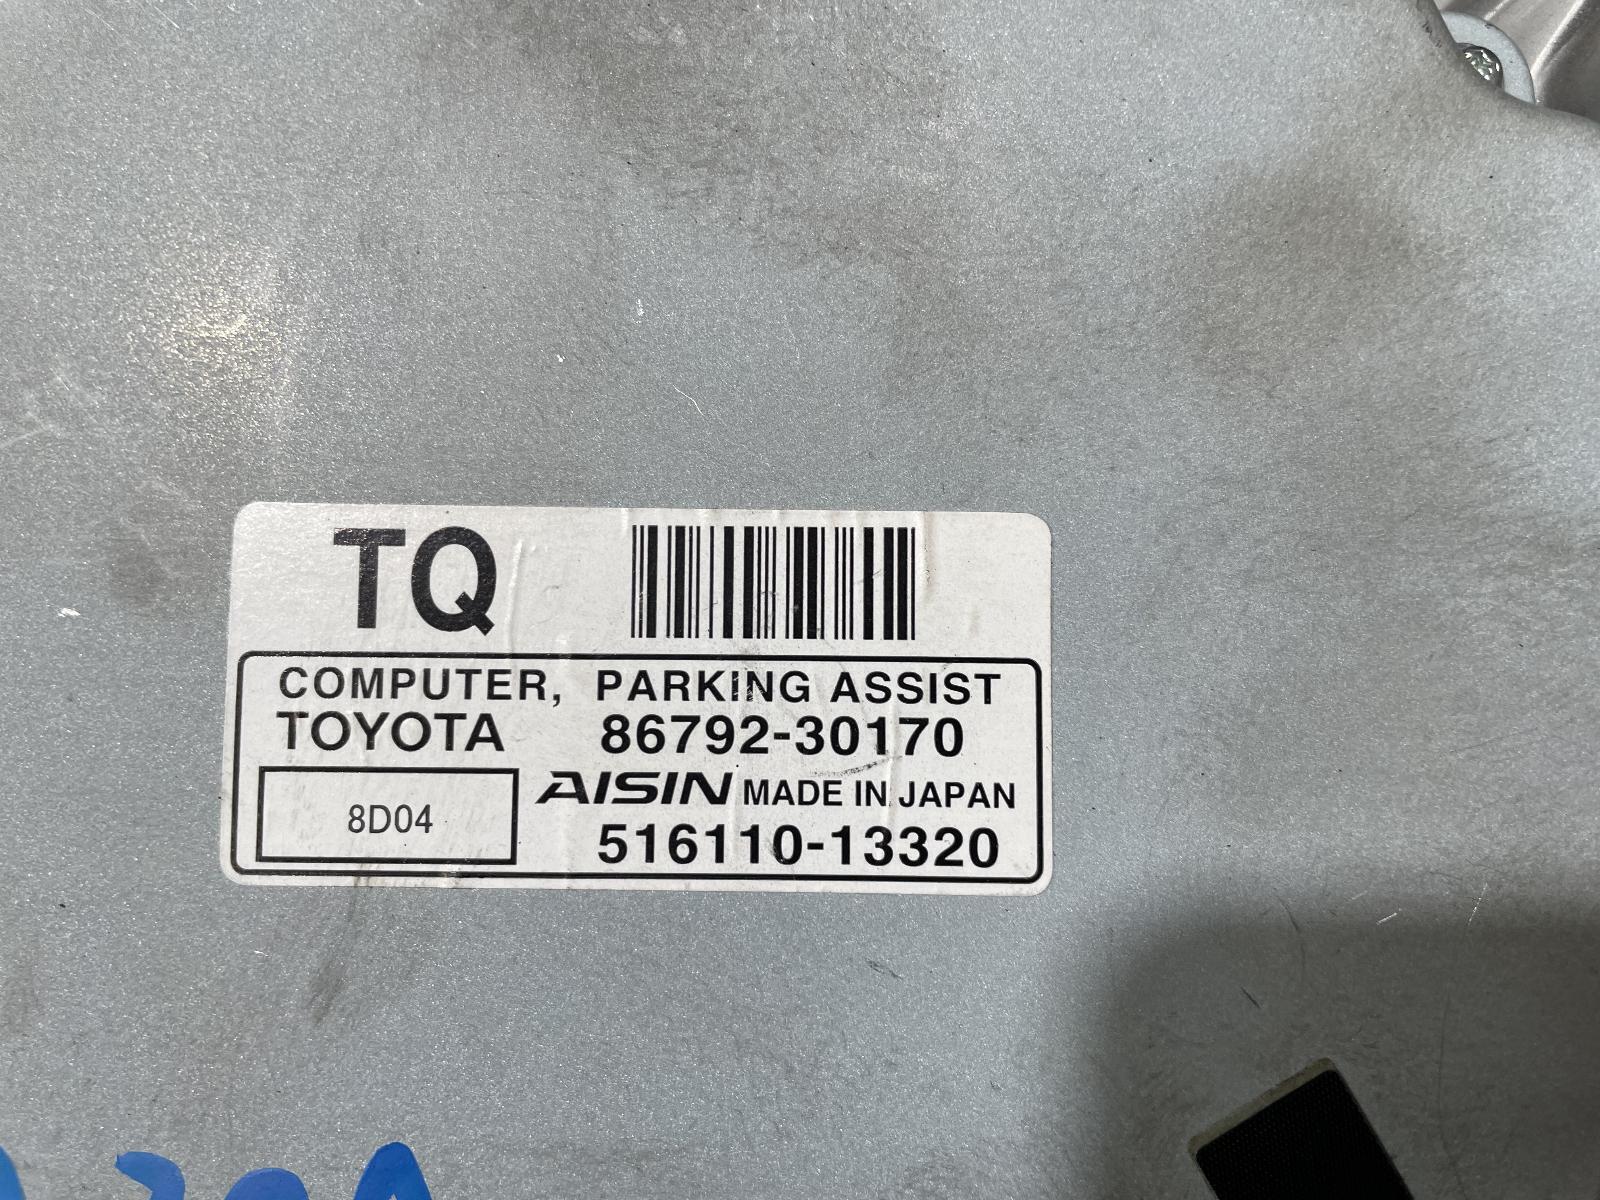 TQ
COMPUTER, PARKING ASSIST
TOYOTA 86792-30170
8D04
AISIN MADE IN JAPAN
516110-13320